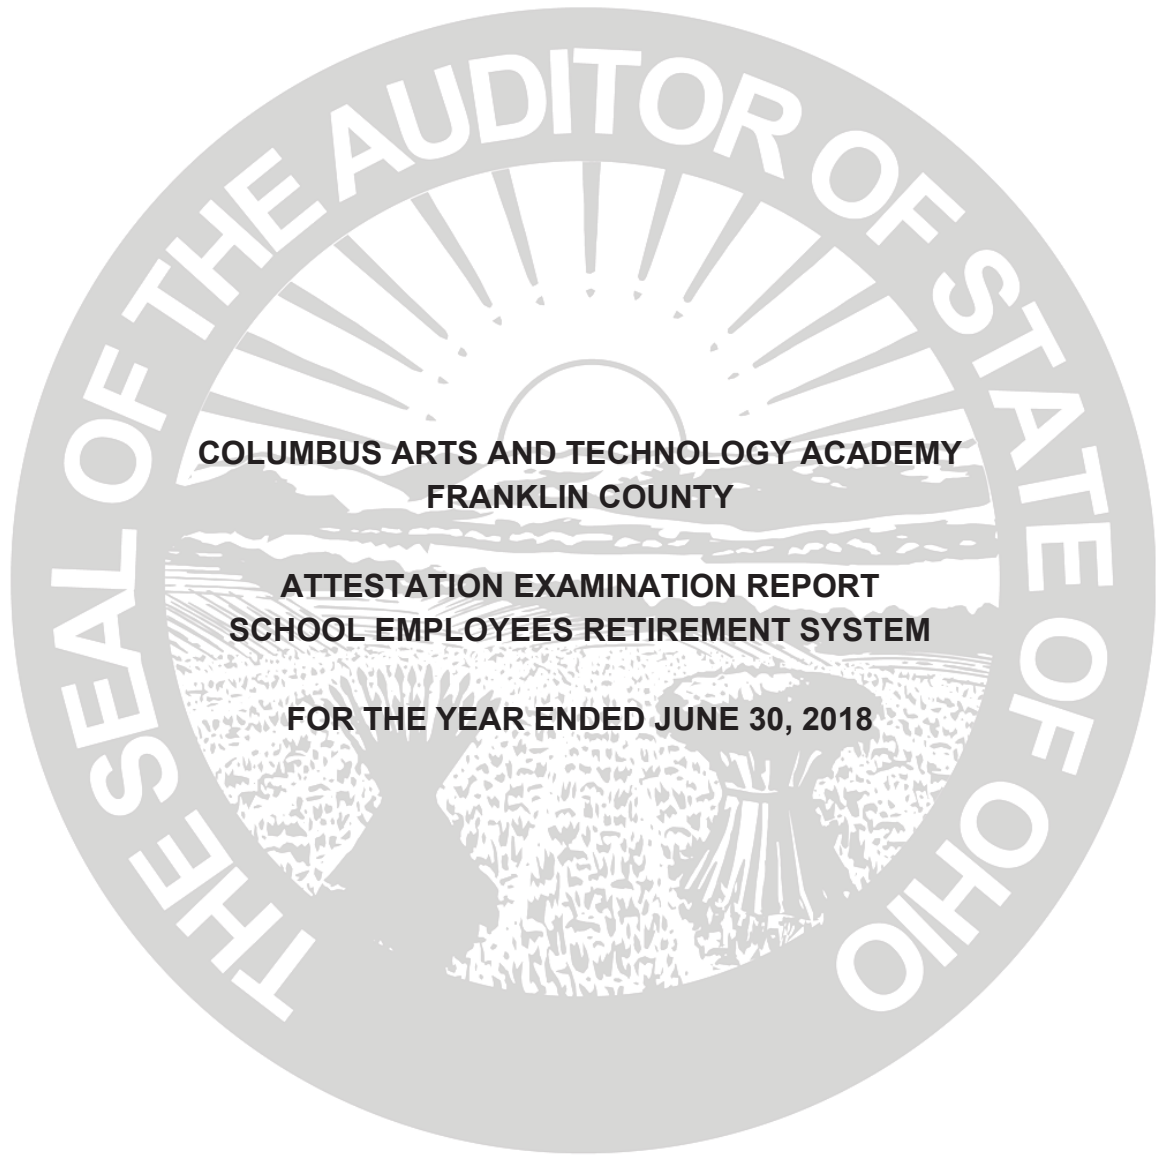 THE SEAL OF THE AUDITOR OF STATE OF OHIO
COLUMBUS ARTS AND TECHNOLOGY ACADEMY
FRANKLIN COUNTY
ATTESTATION EXAMINATION REPORT
SCHOOL EMPLOYEES RETIREMENT SYSTEM
FOR THE YEAR ENDED JUNE 30, 2018